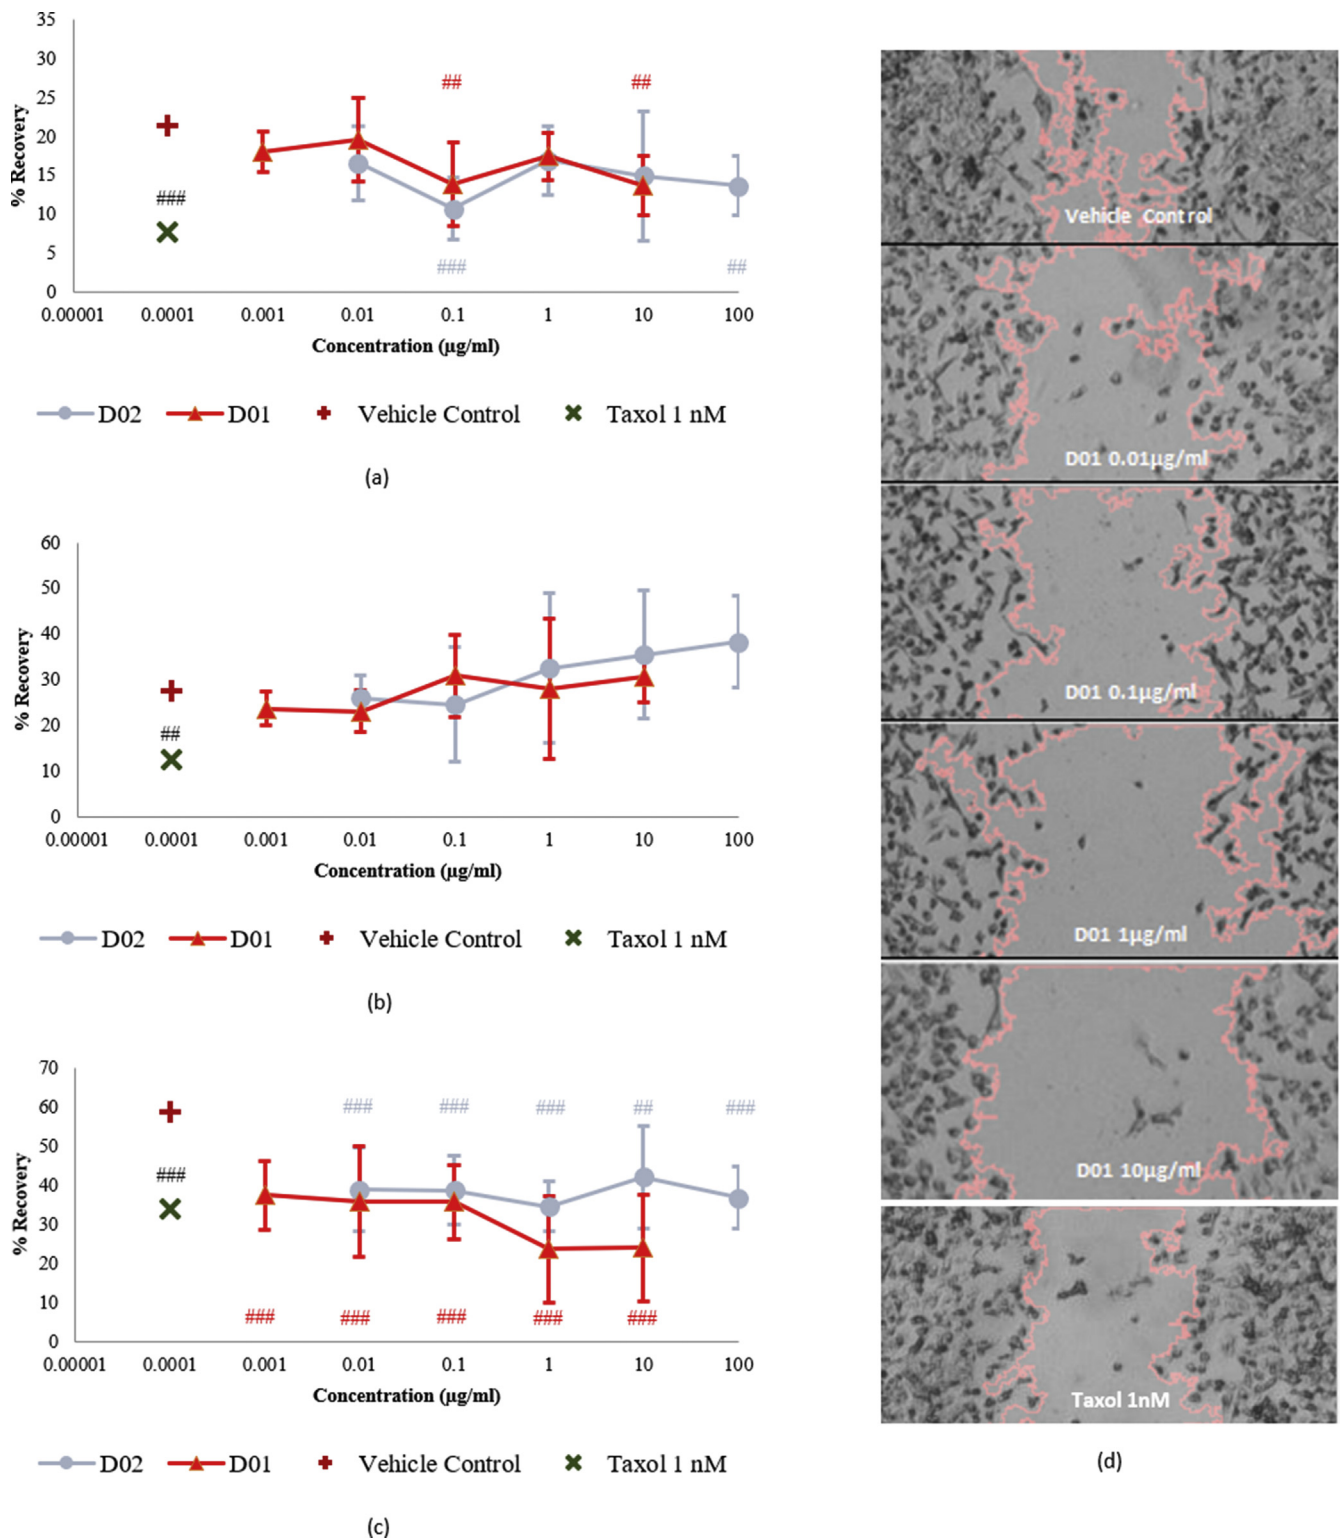 35
30
25
20
15
10
5
0
% Recovery
##
##
###
###
##
0.00001 0.0001 0.001 0.01 0.1 1 10 100
Concentration (µg/ml)
D02 D01 Vehicle Control Taxol 1 nM
(a)
60
50
40
30
20
10
0
% Recovery
##
0.00001 0.0001 0.001 0.01 0.1 1 10 100
Concentration (µg/ml)
D02 D01 Vehicle Control Taxol 1 nM
(b)
70
60
50
40
30
20
10
0
% Recovery
### ### ### ## ###
###
### ### ### ### ###
0.00001 0.0001 0.001 0.01 0.1 1 10 100
Concentration (µg/ml)
D02 D01 Vehicle Control Taxol 1 nM
(c)
Vehicle Control
D01 0.01µg/ml
D01 0.1µg/ml
D01 1µg/ml
D01 10µg/ml
Taxol 1nM
(d)